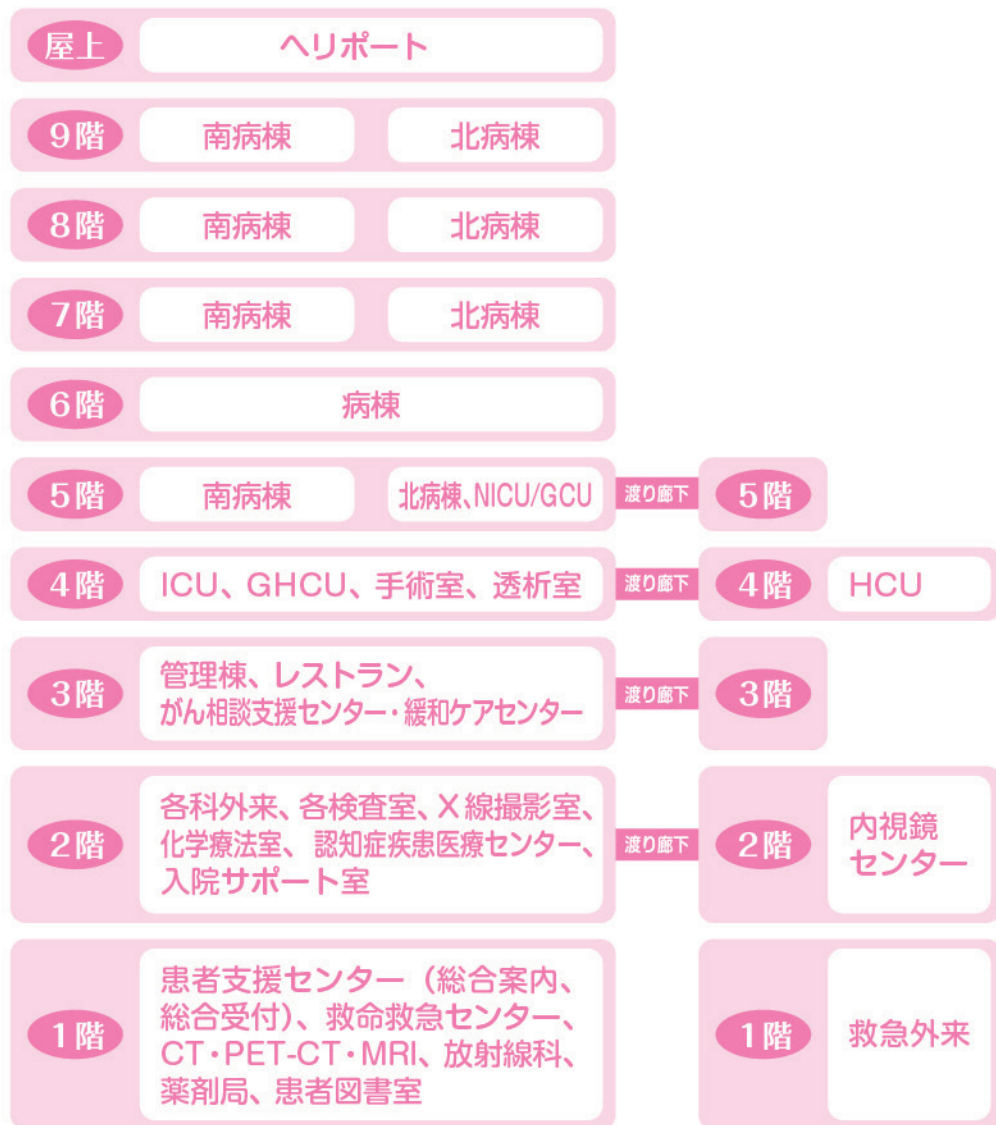 屋上 ヘリポート
9階 南病棟 北病棟
8階 南病棟 北病棟
7階 南病棟 北病棟
6階 病棟
5階 南病棟 北病棟、NICU/GCU 渡り廊下 5階
4階 ICU、GHCU、手術室、透析室 渡り廊下 4階 HCU
3階 管理棟、レストラン、
がん相談支援センター・緩和ケアセンター 渡り廊下 3階
2階 各科外来、各検査室、X線撮影室、
化学療法室、認知症疾患医療センター、
入院サポート室 渡り廊下 2階 内視鏡
センター
1階 患者支援センター（総合案内、
総合受付）、救命救急センター、
CT・PET-CT・MRI、放射線科、
薬剤局、患者図書室 1階 救急外来